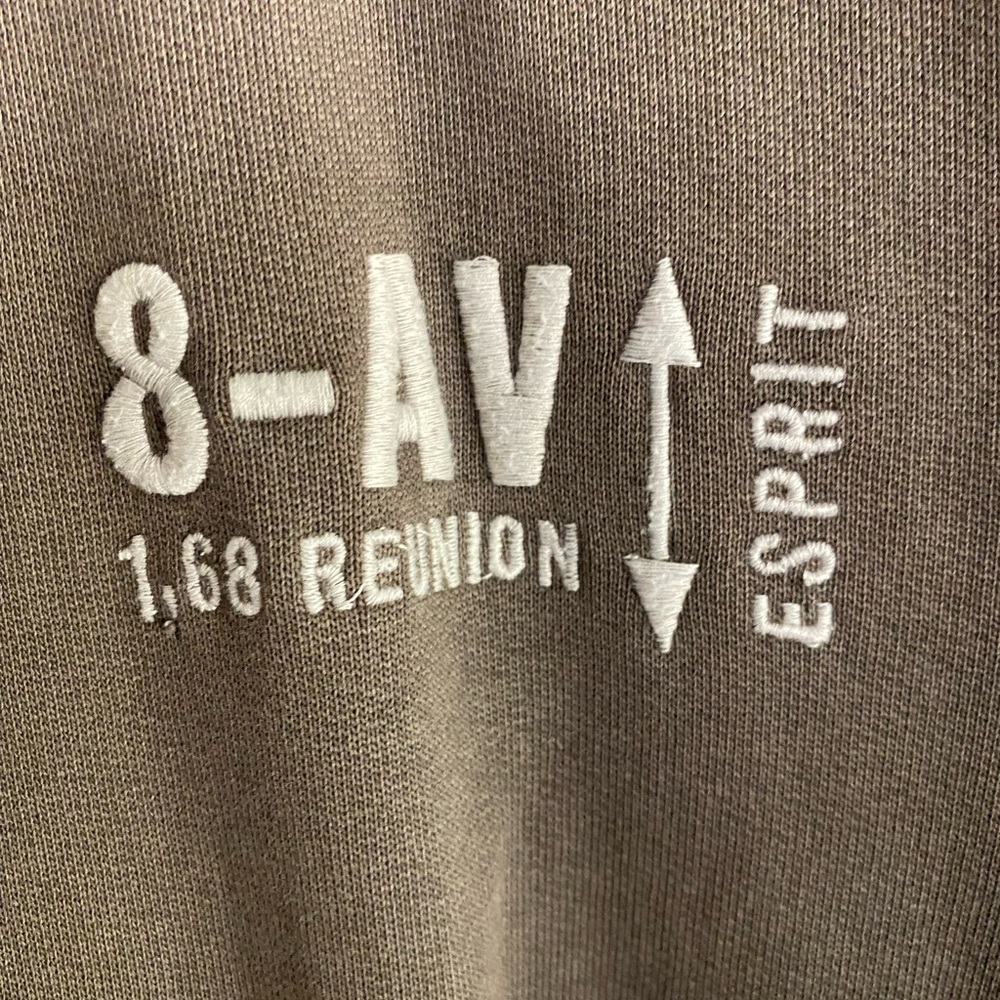 8-AV
1,68 REUNION
ESPRIT